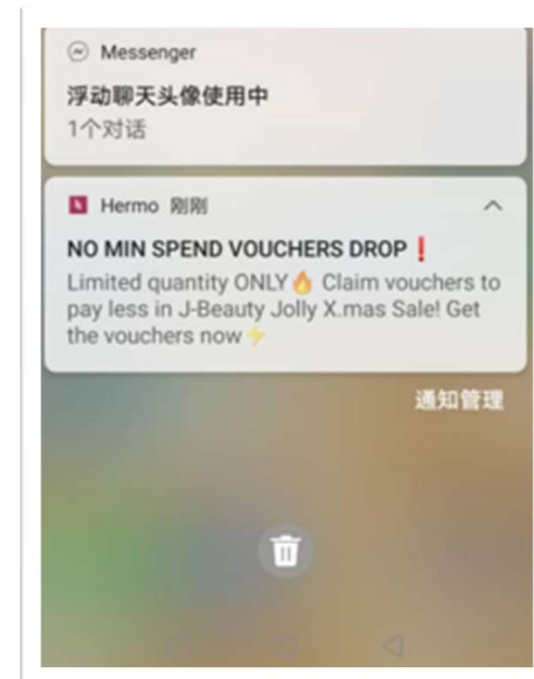 Messenger
浮动聊天头像使用中
1个对话
Hermo 刚刚
NO MIN SPEND VOUCHERS DROP❗
Limited quantity ONLY🔥 Claim vouchers to
pay less in J-Beauty Jolly X.mas Sale! Get
the vouchers now⚡
通知管理